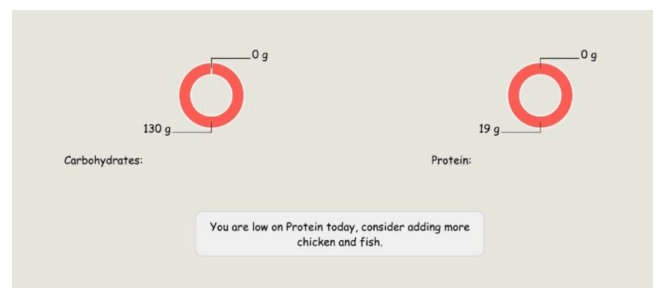 0 g
0 g
130 g
19 g
Carbohydrates:
Protein:
You are low on Protein today, consider adding more
chicken and fish.